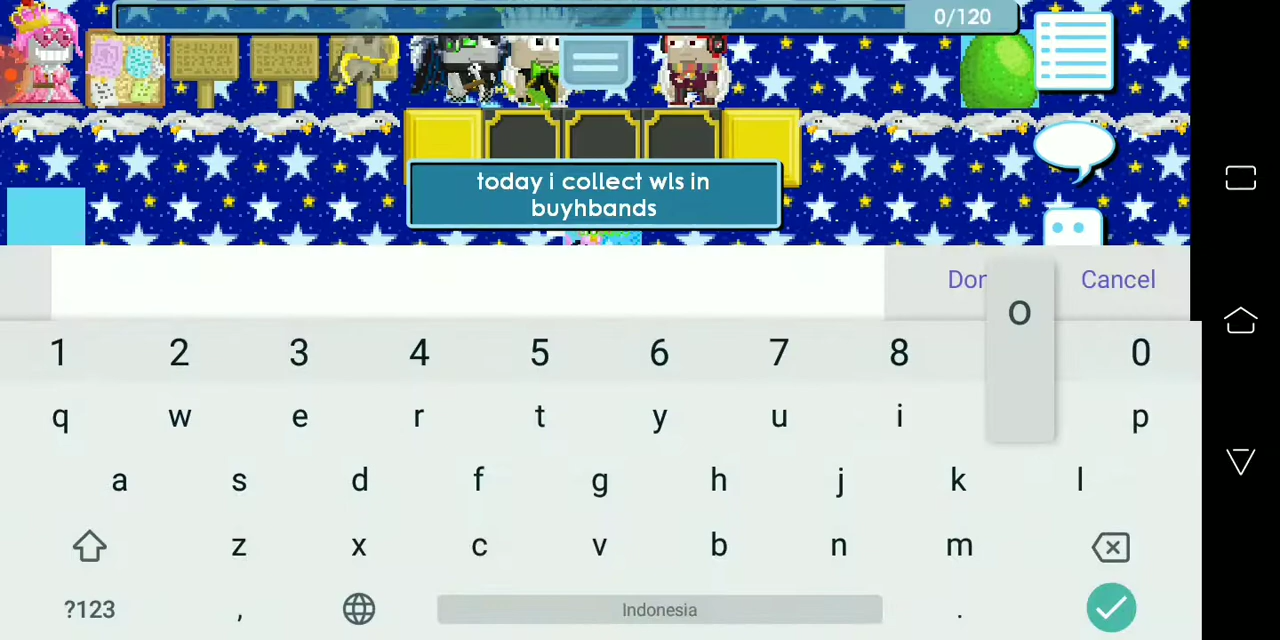 0/120
today i collect wls in
buyhbands
Don
Cancel
o
1 2 3 4 5 6 7 8 0
q w e r t y u i p
a s d f g h j k l
z x c v b n m
?123 , Indonesia .